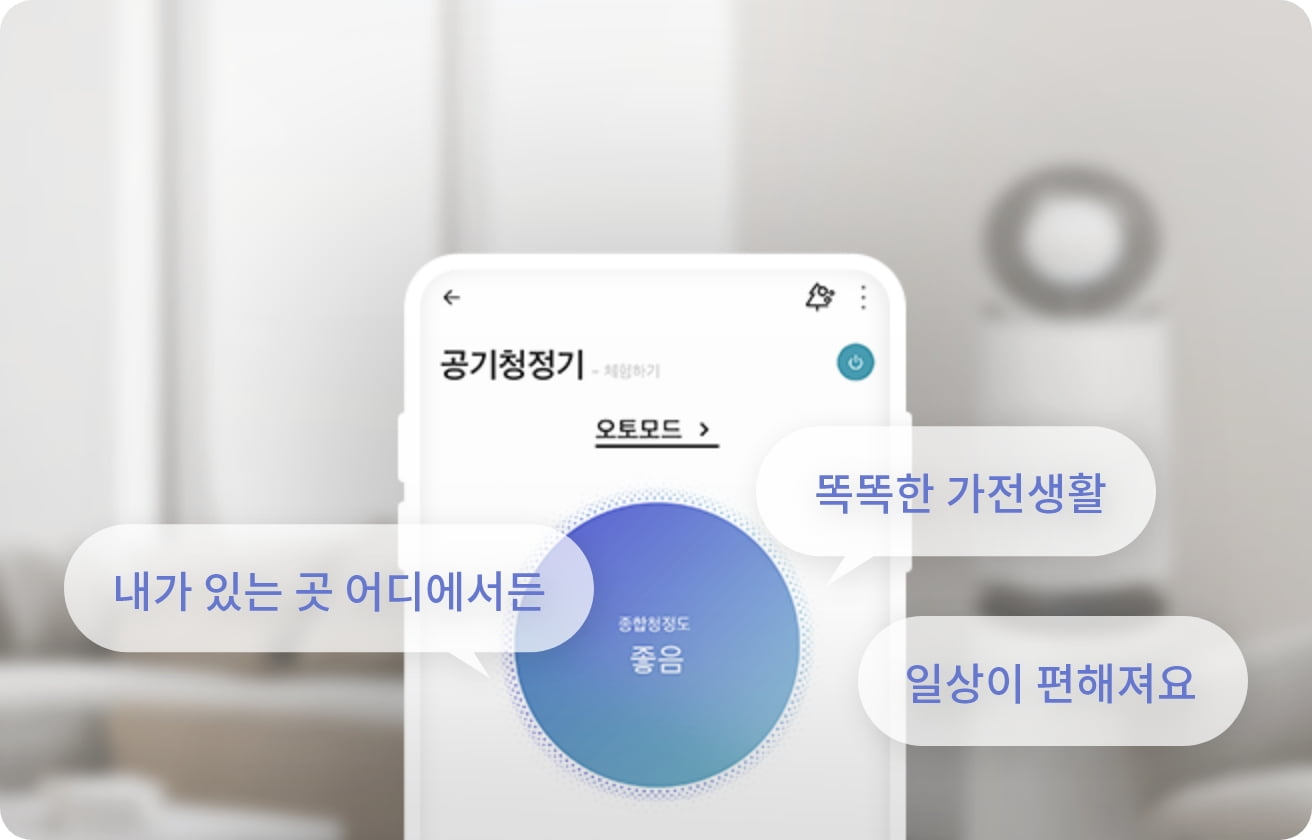 공기청정기 - 체험하기
오토모드
똑똑한 가전생활
내가 있는 곳 어디에서든
종합청정도
좋음
일상이 편해져요